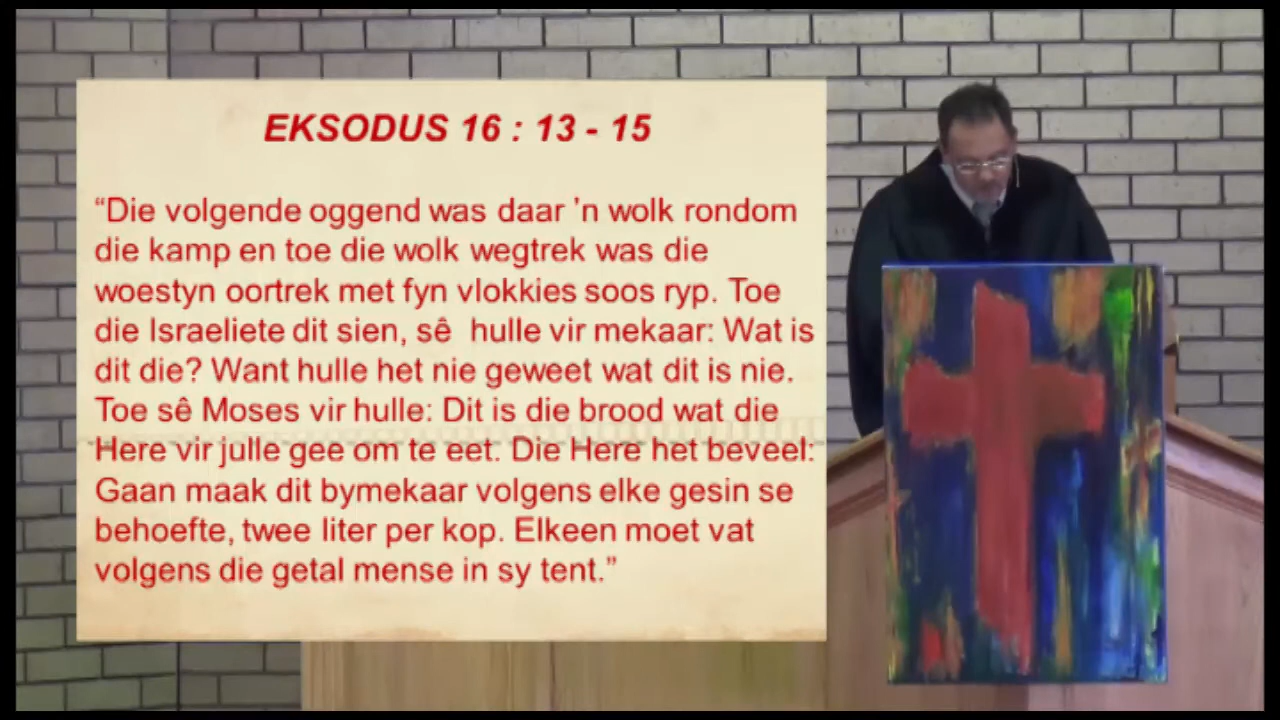 EKSODUS 16 : 13 - 15
“Die volgende oggend was daar ’n wolk rondom
die kamp en toe die wolk wegtrek was die
woestyn oortrek met fyn vlokkies soos ryp. Toe
die Israeliete dit sien, sê hulle vir mekaar: Wat is
dit die? Want hulle het nie geweet wat dit is nie.
Toe sê Moses vir hulle: Dit is die brood wat die
Here vir julle gee om te eet. Die Here het beveel:
Gaan maak dit bymekaar volgens elke gesin se
behoefte, twee liter per kop. Elkeen moet vat
volgens die getal mense in sy tent.”